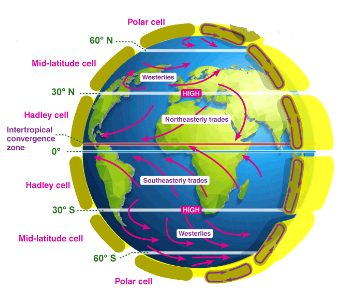 Polar cell
60° N
Mid-latitude cell
Westerlies
30° N
HIGH
Hadley cell
Northeasterly trades
Intertropical
convergence
zone
0°
Southeasterly trades
Hadley cell
30° S
HIGH
Mid-latitude cell
Westerlies
60° S
Polar cell